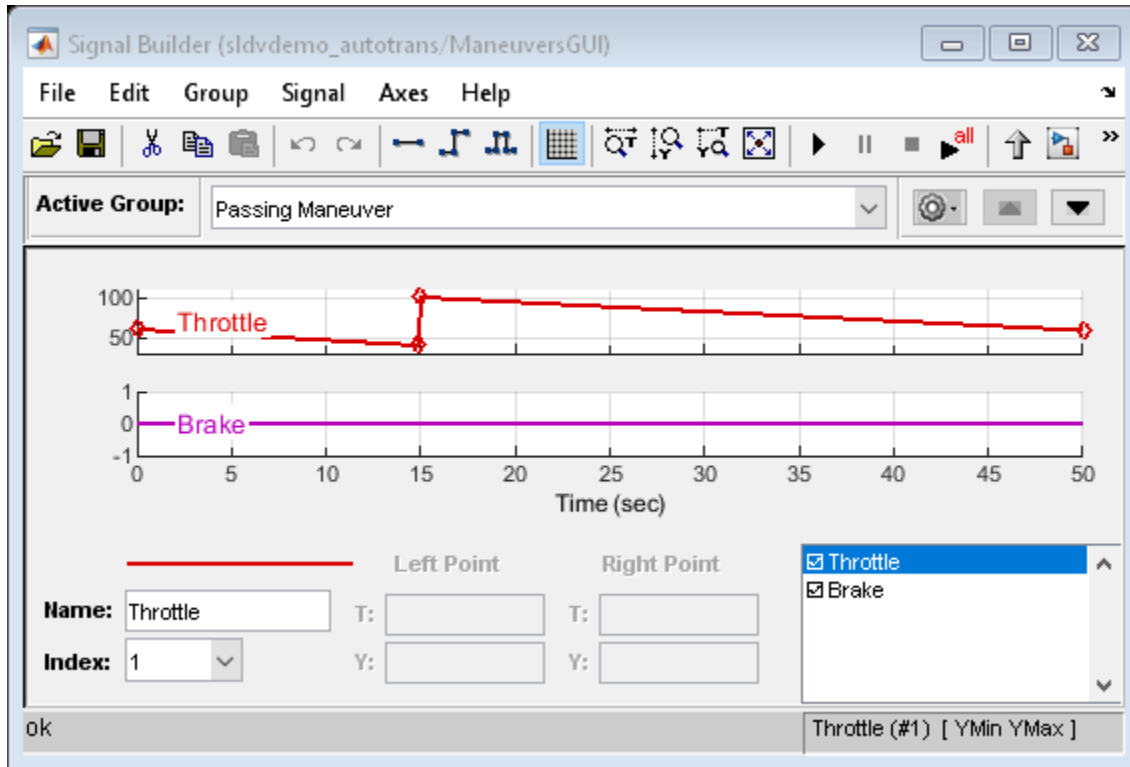 Signal Builder (sldvdemo_autotrans/ManeuversGUI)
File Edit Group Signal Axes Help
all
»
Active Group: Passing Maneuver
100
Throttle
50
1
0 Brake
-1
0 5 10 15 20 25 30 35 40 45 50
Time (sec)
Left Point Right Point
Name: Throttle T: T:
Index: 1 Y: Y:
Throttle
Brake
ok
Throttle (#1) [ YMin YMax ]